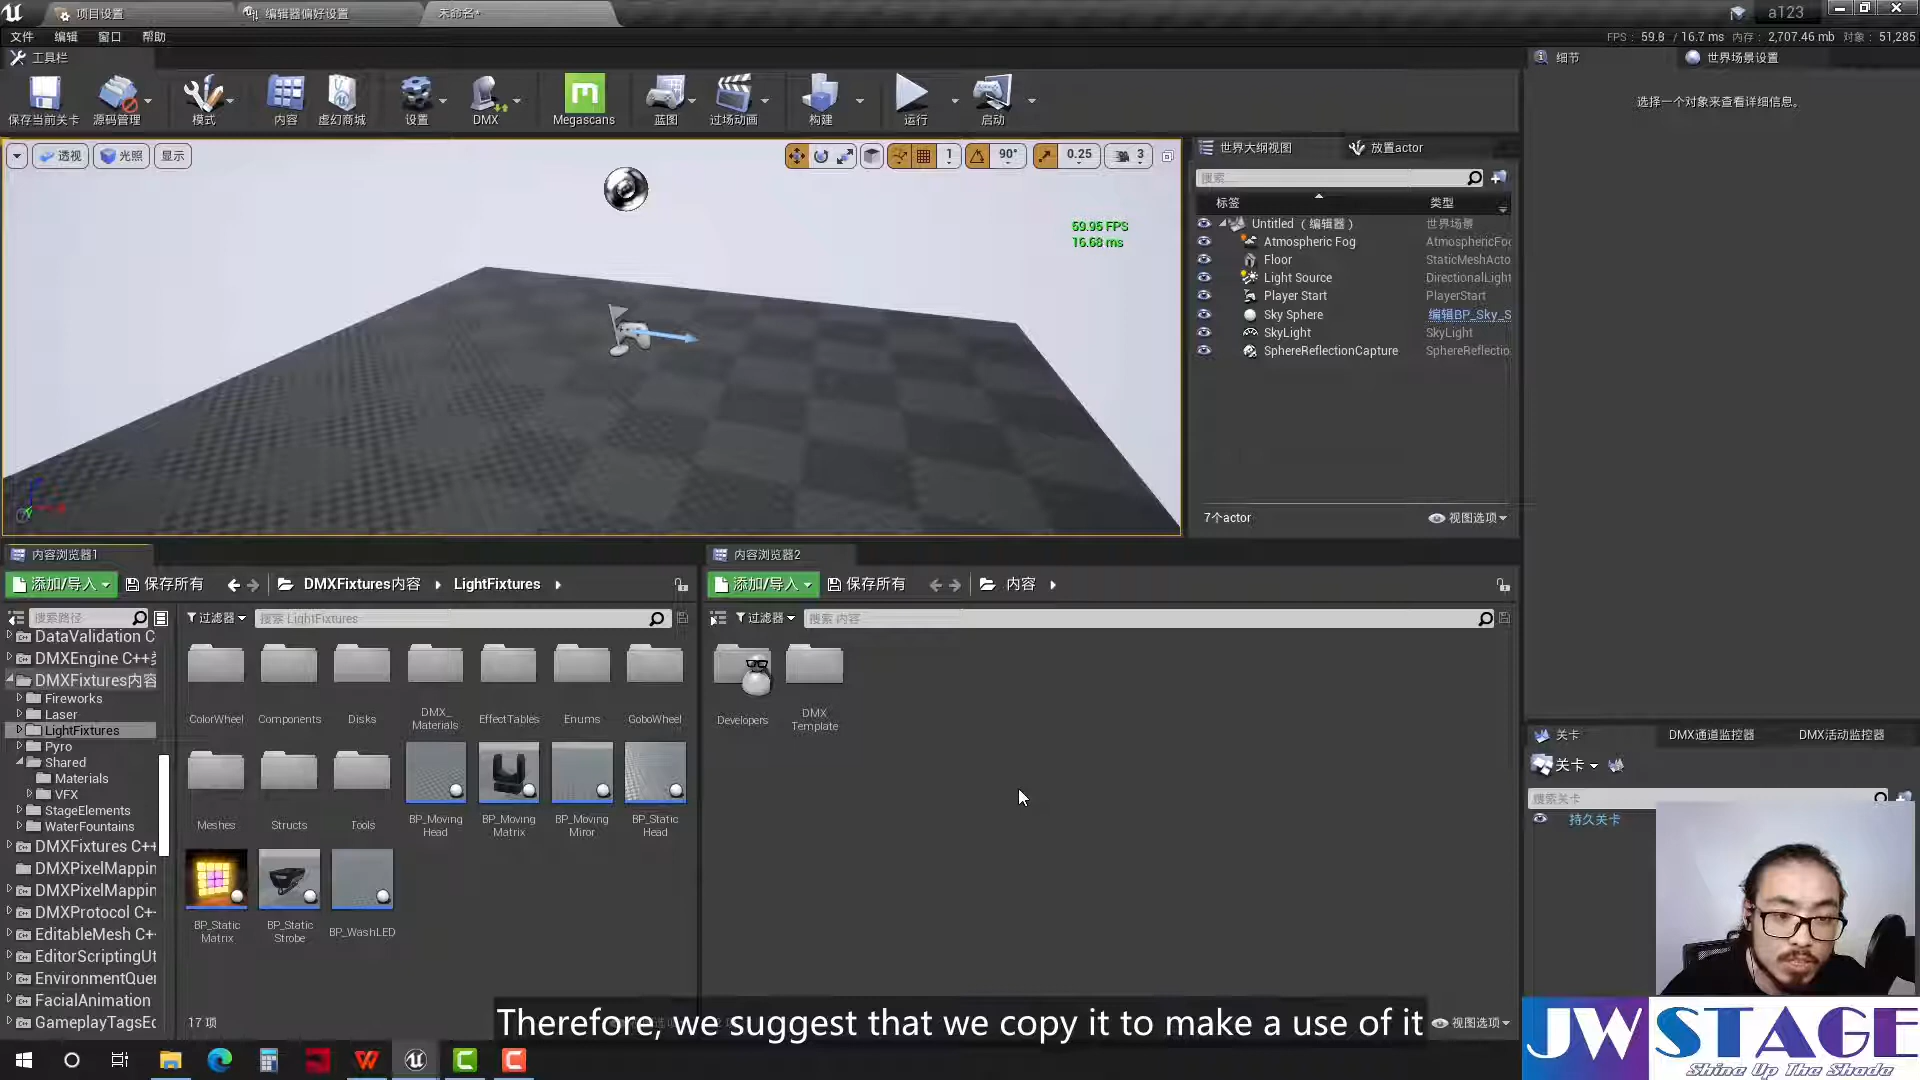 项目设置
编辑器偏好设置
未命名*
a123
文件 编辑 窗口 帮助
FPS: 59.8 / 16.7 ms 内存: 2,707.46 mb 对象: 51,285
工具栏
保存当前关卡
源码管理
模式
内容
虚幻商城
设置
DMX
Megascans
蓝图
过场动画
构建
运行
启动
细节
世界场景设置
选择一个对象来查看详细信息。
透视
光照
显示
1
90°
0.25
3
59.95 FPS
16.68 ms
世界大纲视图
放置actor
搜索...
标签 类型
Untitled（编辑器） 世界场景
Atmospheric Fog AtmosphericFog
Floor StaticMeshActo
Light Source DirectionalLight
Player Start PlayerStart
Sky Sphere 编辑BP_Sky_S
SkyLight SkyLight
SphereReflectionCapture SphereReflectio
7个actor
视图选项
内容浏览器1
添加/导入
保存所有
DMXFixtures内容
LightFixtures
搜索路径
过滤器
搜索 LightFixtures
DataValidation C
DMXEngine C++
DMXFixtures内容
Fireworks
Laser
LightFixtures
Pyro
Shared
Materials
VFX
StageElements
WaterFountains
DMXFixtures C++
DMXPixelMappin
DMXPixelMappin
DMXProtocol C+
EditableMesh C+
EditorScriptingUt
EnvironmentQue
FacialAnimation
GameplayTagsEd
ColorWheel
Components
Disks
DMX_
Materials
EffectTables
Enums
GoboWheel
Meshes
Structs
Tools
BP_Moving
Head
BP_Moving
Matrix
BP_Moving
Miror
BP_Static
Head
BP_Static
Matrix
BP_Static
Strobe
BP_WashLED
17 项
内容浏览器2
添加/导入
保存所有
内容
过滤器
搜索 内容
Developers
DMX_
Template
视图选项
关卡
DMX通道监控器
DMX活动监控器
关卡
搜索关卡
持久关卡
Therefore, we suggest that we copy it to make a use of it
JWSTAGE
Shine Up The Shade